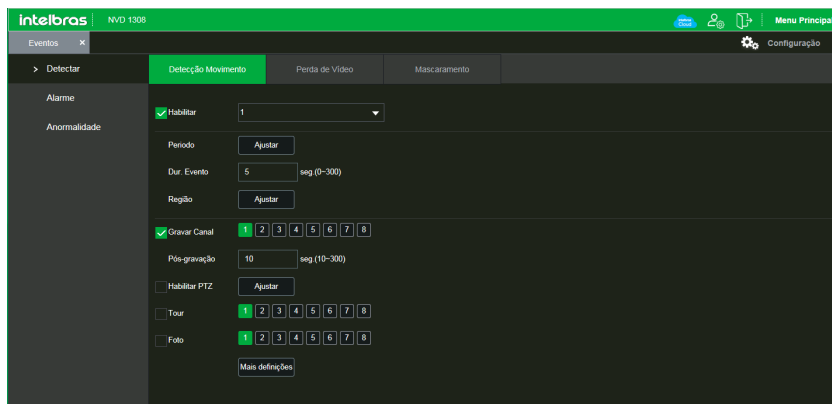 intelbras NVD 1308 intelbras Cloud Menu Principal
Eventos × Configuração
> Detectar Detecção Movimento Perda de Vídeo Mascaramento
Alarme
Anormalidade
Habilitar 1
Periodo Ajustar
Dur. Evento 5 seg.(0~300)
Região Ajustar
Gravar Canal 1 2 3 4 5 6 7 8
Pós-gravação 10 seg.(10~300)
Habilitar PTZ Ajustar
Tour 1 2 3 4 5 6 7 8
Foto 1 2 3 4 5 6 7 8
Mais definições